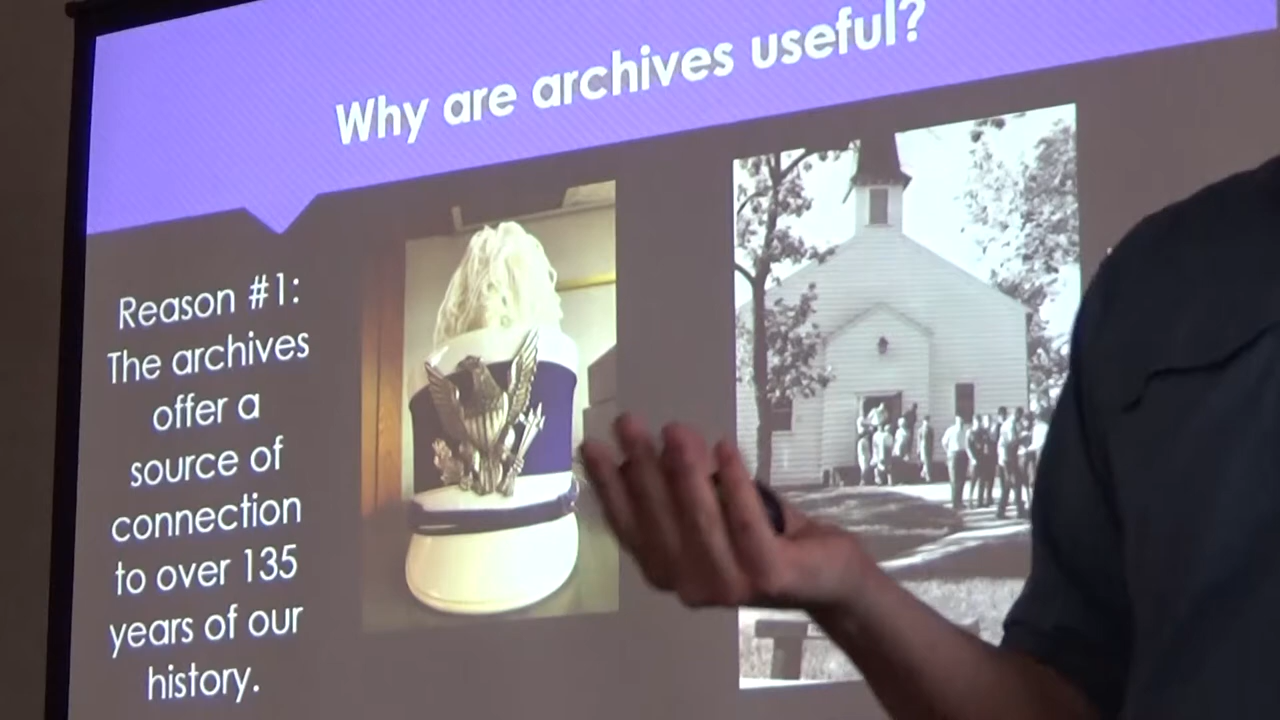 Why are archives useful?
Reason #1:
The archives
offer a
source of
connection
to over 135
years of our
history.